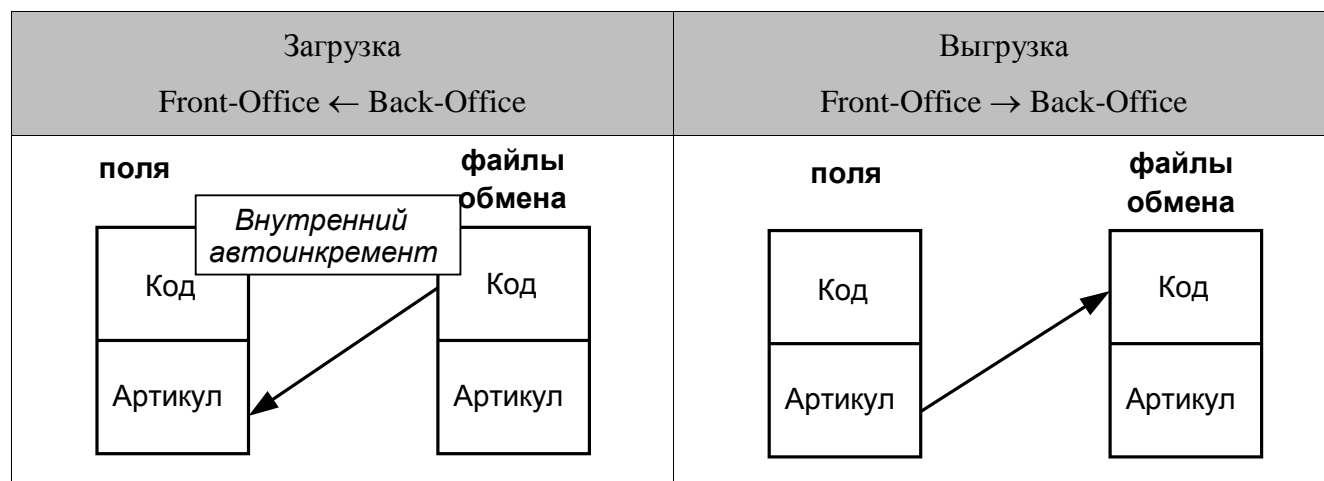 Загрузка
Front-Office ← Back-Office
Выгрузка
Front-Office → Back-Office
поля
файлы
обмена
Внутренний
автоинкремент
Код
Код
Артикул
Артикул
поля
файлы
обмена
Код
Код
Артикул
Артикул